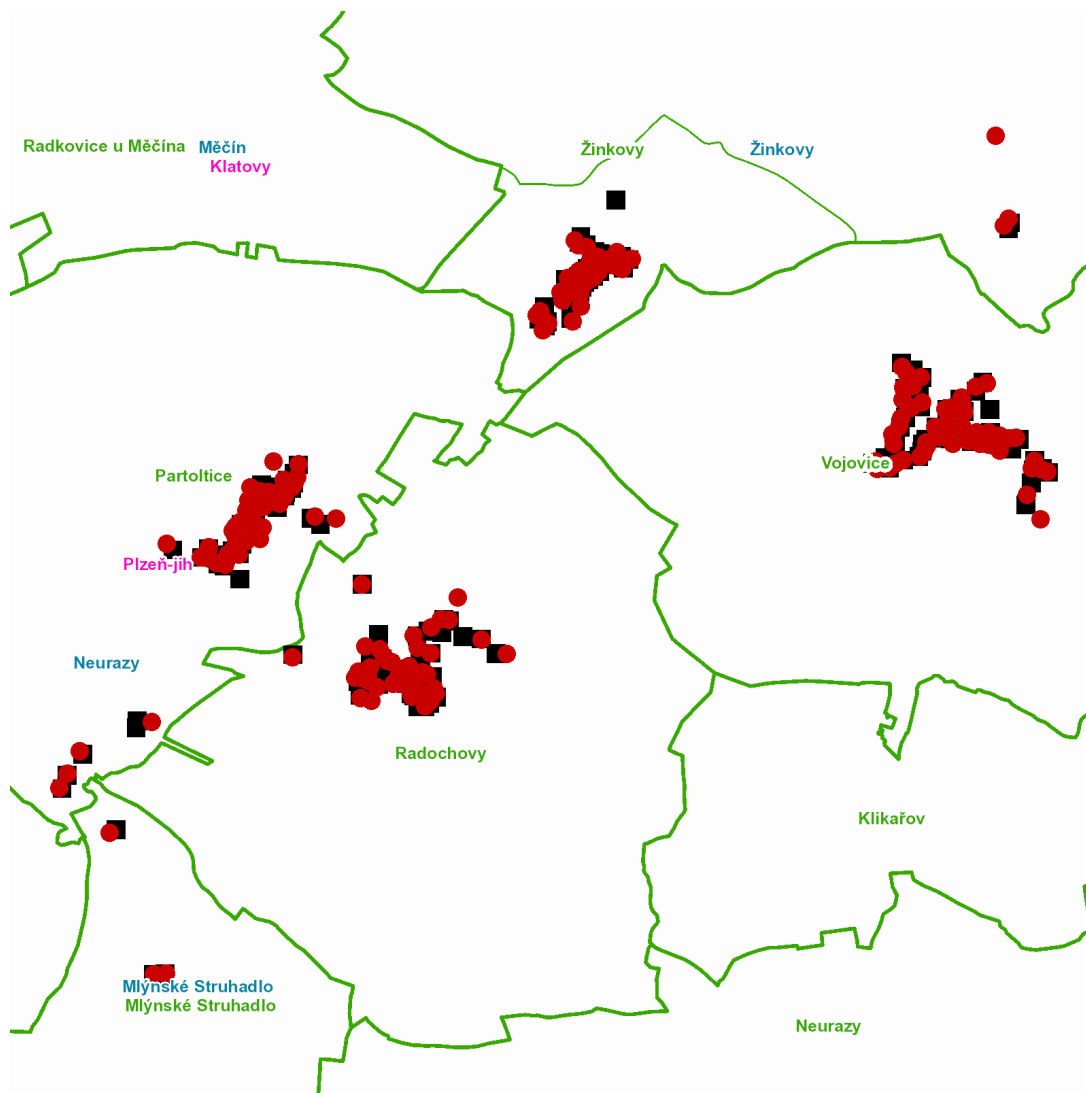 Radkovice u Měčína
Měčín
Klatovy
Žinkovy
Žinkovy
Vojovice
Partoltice
Plzeň-jih
Neurazy
Radochovy
Klikařov
Mlýnské Struhadlo
Mlýnské Struhadlo
Neurazy